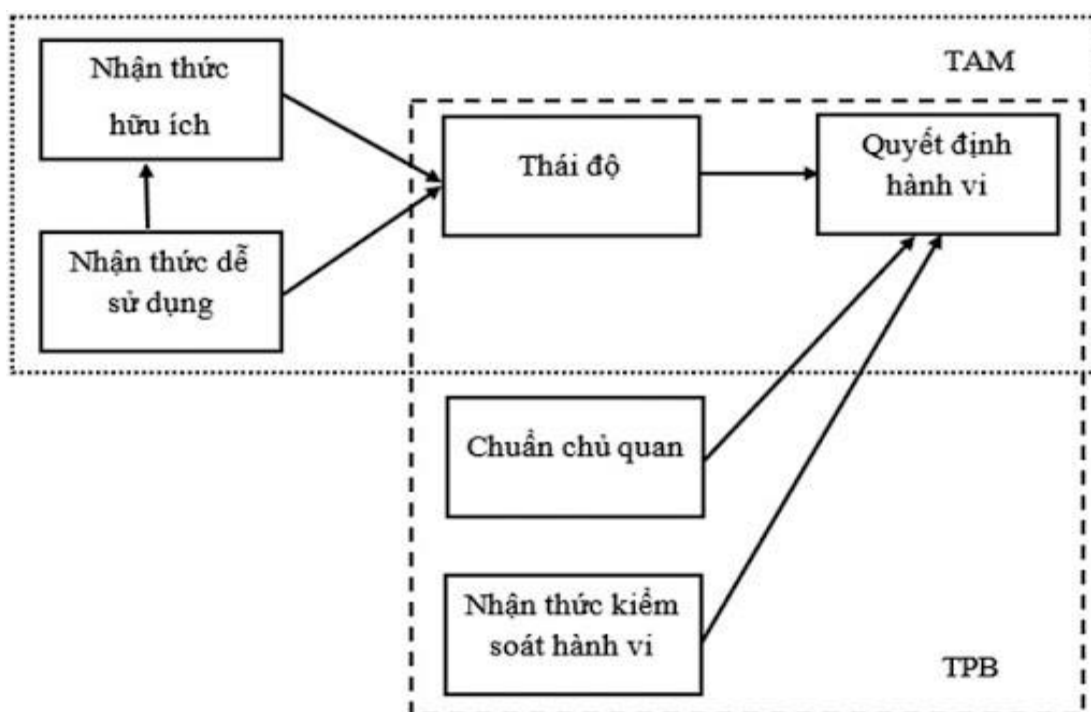 Nhận thức
hữu ích
TAM
Thái độ
Quyết định
hành vi
Nhận thức dễ
sử dụng
Chuẩn chủ quan
Nhận thức kiểm
soát hành vi
TPB